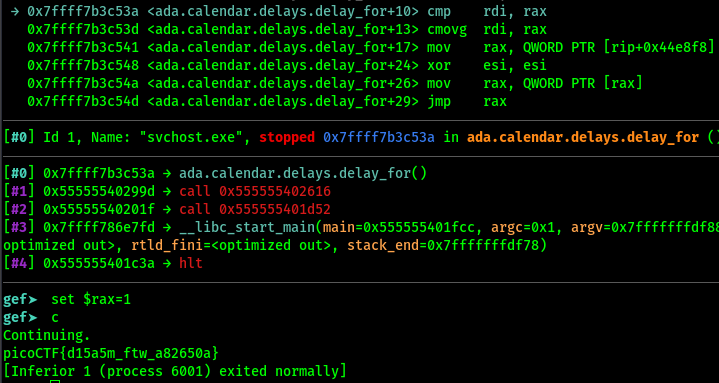 → 0x7ffff7b3c53a <ada.calendar.delays.delay_for+10> cmp    rdi, rax
0x7ffff7b3c53d <ada.calendar.delays.delay_for+13> cmovg  rdi, rax
0x7ffff7b3c541 <ada.calendar.delays.delay_for+17> mov    rax, QWORD PTR [rip+0x44e8f8]
0x7ffff7b3c548 <ada.calendar.delays.delay_for+24> xor    esi, esi
0x7ffff7b3c54a <ada.calendar.delays.delay_for+26> mov    rax, QWORD PTR [rax]
0x7ffff7b3c54d <ada.calendar.delays.delay_for+29> jmp    rax
[#0] Id 1, Name: "svchost.exe", stopped 0x7ffff7b3c53a in ada.calendar.delays.delay_for ()
[#0] 0x7ffff7b3c53a → ada.calendar.delays.delay_for()
[#1] 0x55555540299d → call 0x555555402616
[#2] 0x55555540201f → call 0x555555401d52
[#3] 0x7ffff786e7fd → __libc_start_main(main=0x555555401fcc, argc=0x1, argv=0x7fffffffdf88
optimized out>, rtld_fini=<optimized out>, stack_end=0x7fffffffdf78)
[#4] 0x555555401c3a → hlt
gef➤  set $rax=1
gef➤  c
Continuing.
picoCTF{d15a5m_ftw_a82650a}
[Inferior 1 (process 6001) exited normally]